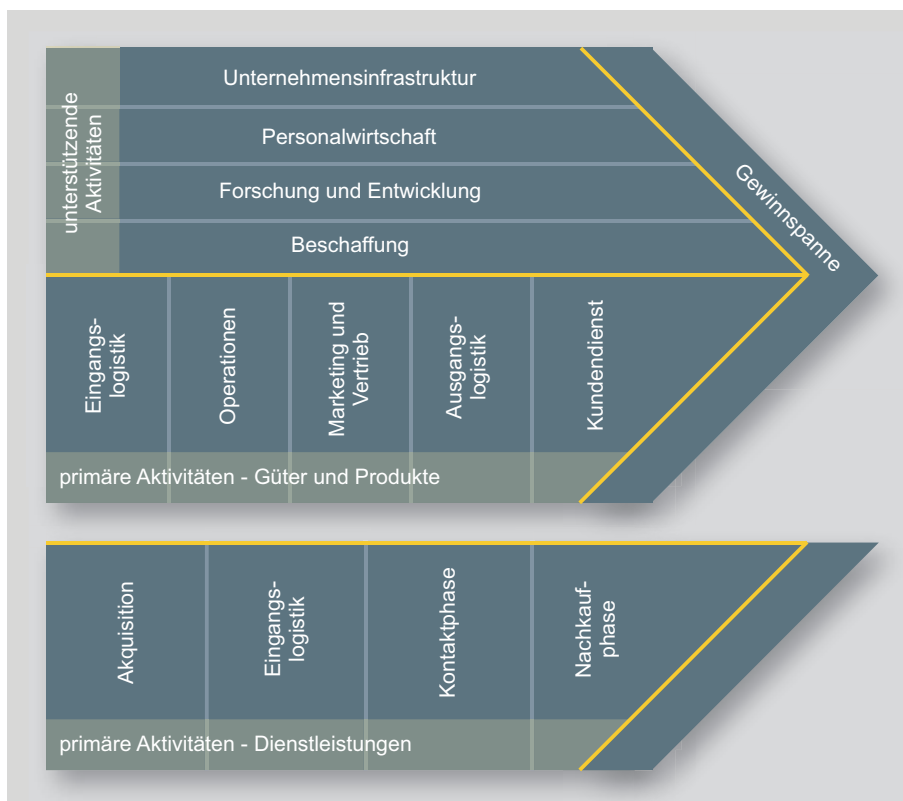 unterstützende
Aktivitäten
Unternehmensinfrastruktur
Personalwirtschaft
Forschung und Entwicklung
Beschaffung
Gewinnspanne
Eingangs-
logistik
Operationen
Marketing und
Vertrieb
Ausgangs-
logistik
Kundendienst
primäre Aktivitäten - Güter und Produkte
Akquisition
Eingangs-
logistik
Kontaktphase
Nachkauf-
phase
primäre Aktivitäten - Dienstleistungen